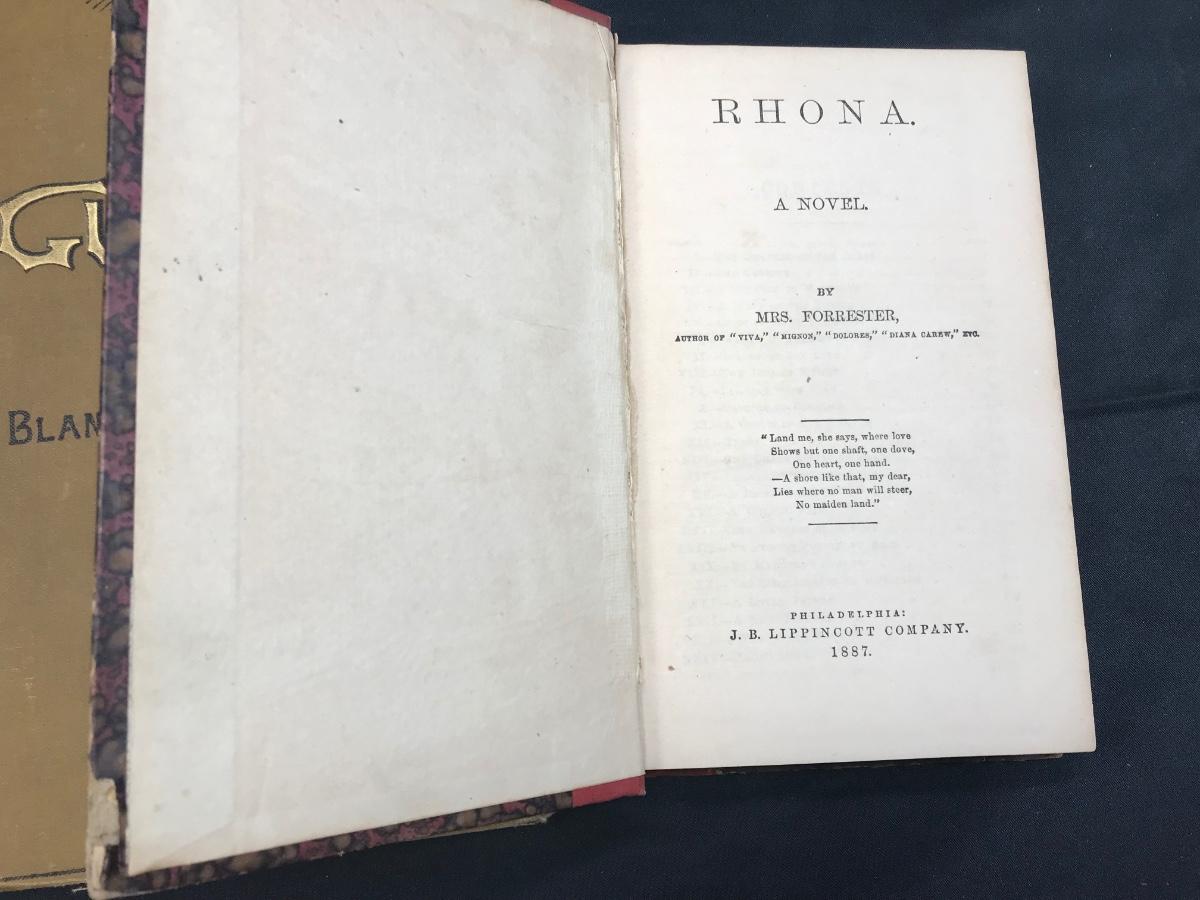 GU
BLAN
RHONA.
A NOVEL.
BY
MRS. FORRESTER,
AUTHOR OF "VIVA," "MIGNON," "DOLORES," "DIANA CAREW," ETC.
"Land me, she says, where love
Shows but one shaft, one dove,
One heart, one hand.
—A shore like that, my dear,
Lies where no man will steer,
No maiden land."
PHILADELPHIA:
J. B. LIPPINCOTT COMPANY.
1887.